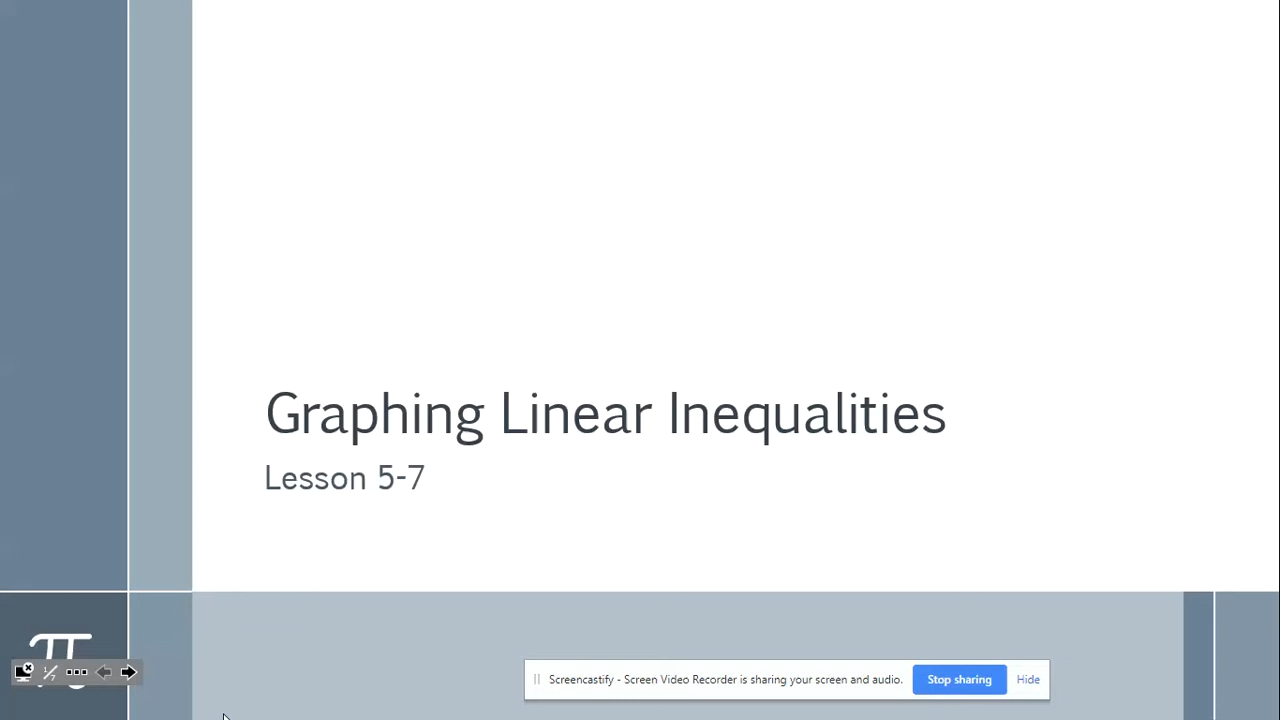 Graphing Linear Inequalities
Lesson 5-7
π
Screencastify - Screen Video Recorder is sharing your screen and audio. Stop sharing Hide